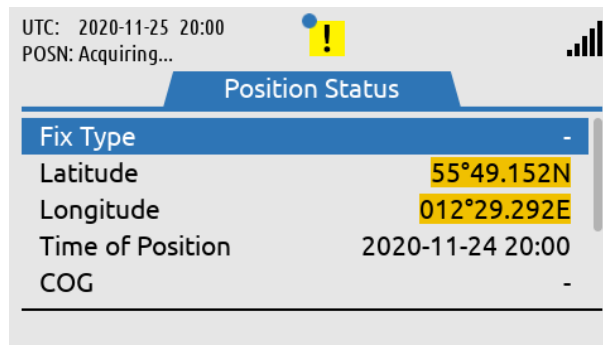 UTC: 2020-11-25 20:00
!
POSN: Acquiring...
Position Status
Fix Type -
Latitude 55°49.152N
Longitude 012°29.292E
Time of Position 2020-11-24 20:00
COG -